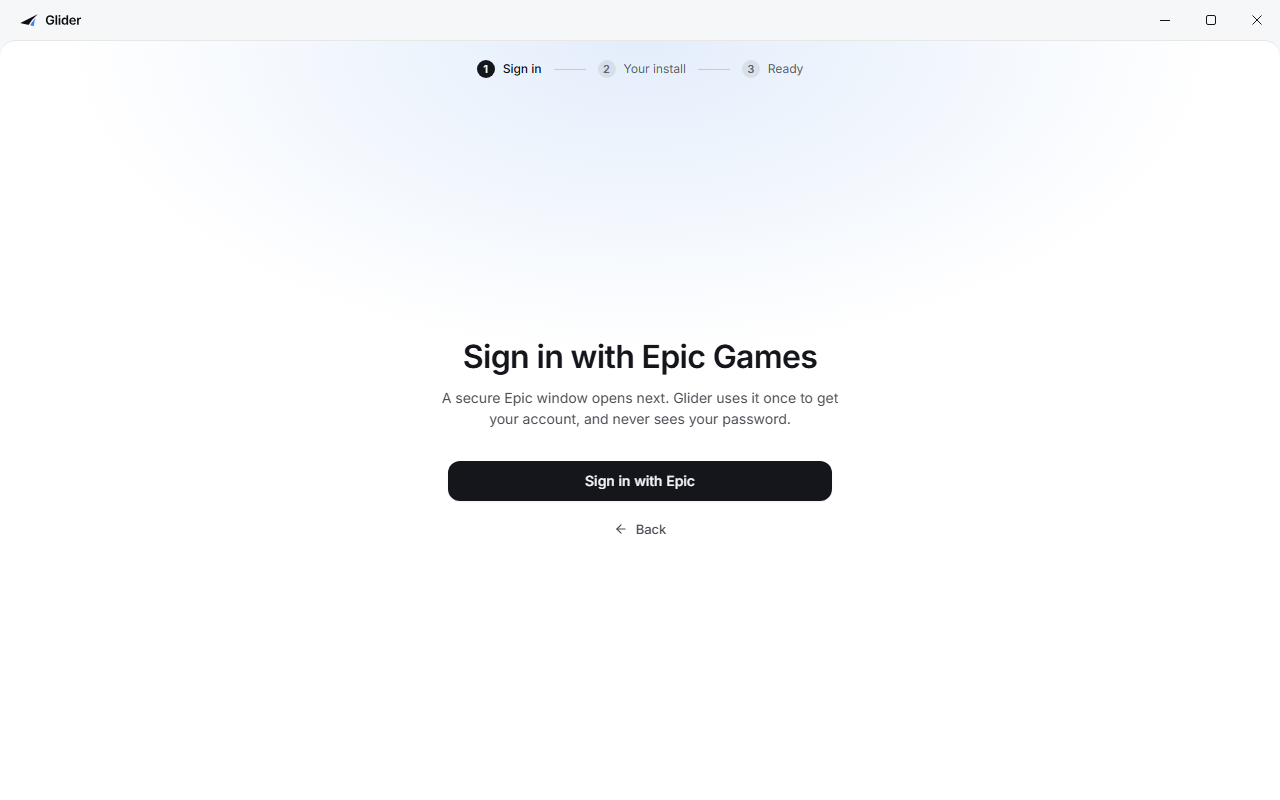 Glider
1 Sign in
2 Your install
3 Ready
Sign in with Epic Games
A secure Epic window opens next. Glider uses it once to get
your account, and never sees your password.
Sign in with Epic
Back